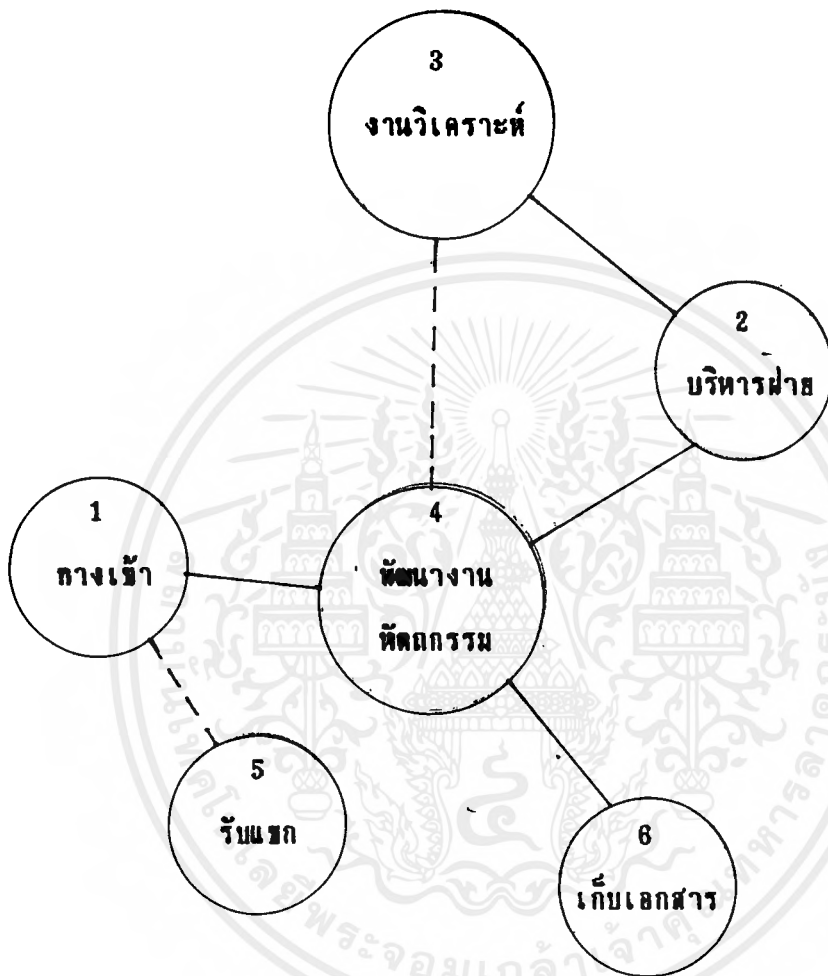 3
งานวิเคราะห์
2
บริหารฝ่าย
1
ทางเข้า
4
พัฒนางาน
หัตถกรรม
5
รับแขก
6
เก็บเอกสาร